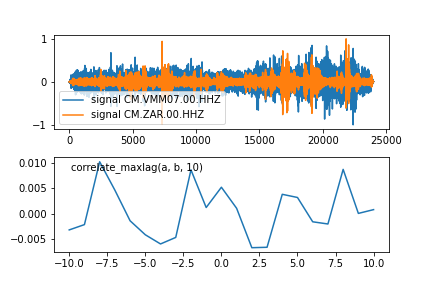 1
0
−1
signal CM.VMM07.00.HHZ
signal CM.ZAR.00.HHZ
0 5000 10000 15000 20000 25000
0.010
0.005
0.000
−0.005
correlate_maxlag(a, b, 10)
−10.0 −7.5 −5.0 −2.5 0.0 2.5 5.0 7.5 10.0